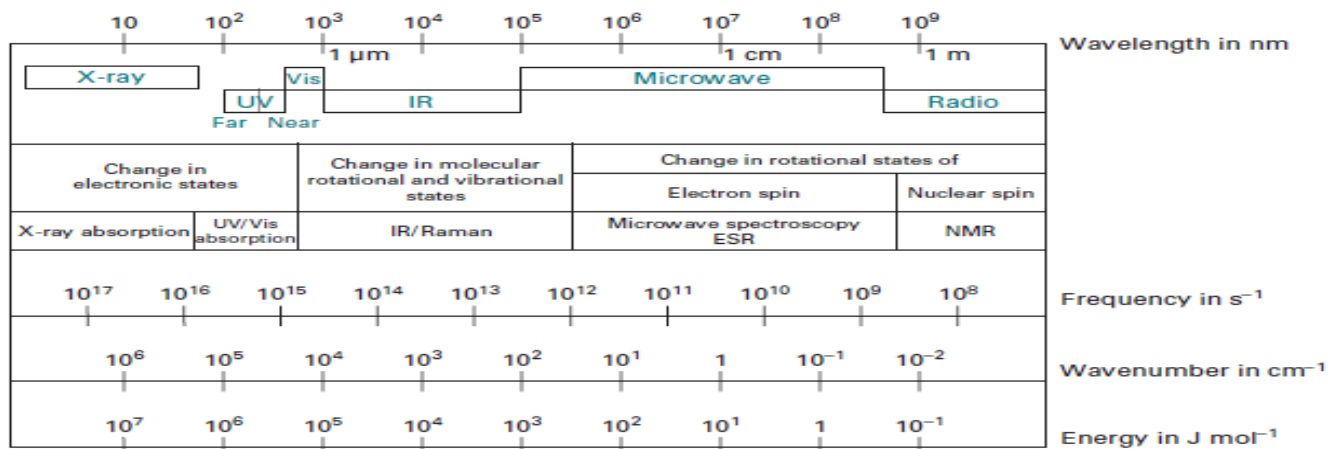 10 10² 10³ 10⁴ 10⁵ 10⁶ 10⁷ 10⁸ 10⁹
Wavelength in nm
1 μm 1 cm 1 m
X-ray Vis Microwave
UV IR Radio
Far Near
Change in
electronic states
Change in molecular
rotational and vibrational
states
Change in rotational states of
Electron spin Nuclear spin
X-ray absorption
UV/Vis
absorption
IR/Raman
Microwave spectroscopy
ESR
NMR
10¹⁷ 10¹⁶ 10¹⁵ 10¹⁴ 10¹³ 10¹² 10¹¹ 10¹⁰ 10⁹ 10⁸
Frequency in s⁻¹
10⁶ 10⁵ 10⁴ 10³ 10² 10¹ 1 10⁻¹ 10⁻²
Wavenumber in cm⁻¹
10⁷ 10⁶ 10⁵ 10⁴ 10³ 10² 10¹ 1 10⁻¹
Energy in J mol⁻¹